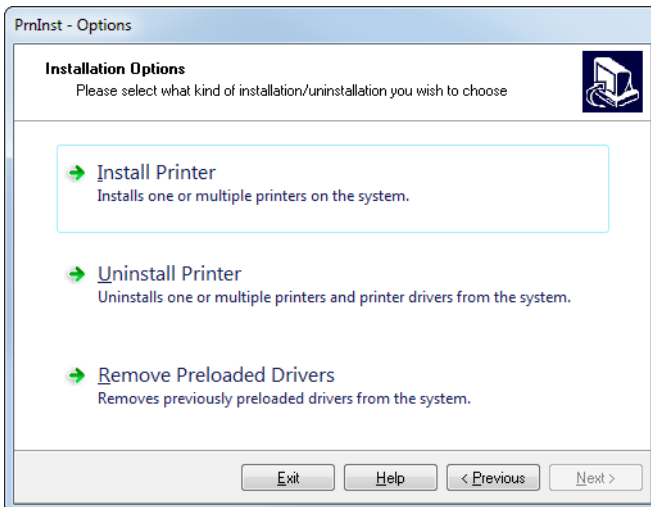 PrnInst - Options
Installation Options
Please select what kind of installation/uninstallation you wish to choose
Install Printer
Installs one or multiple printers on the system.
Uninstall Printer
Uninstalls one or multiple printers and printer drivers from the system.
Remove Preloaded Drivers
Removes previously preloaded drivers from the system.
Exit Help < Previous Next >